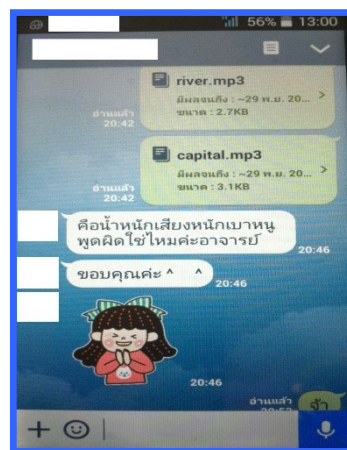 56% 13:00
river.mp3
มีผลจนถึง : ~29 พ.ย. 20...
อ่านแล้ว
ขนาด : 2.7KB
20:42
capital.mp3
มีผลจนถึง : ~29 พ.ย. 20...
อ่านแล้ว
ขนาด : 3.1KB
20:42
คือน้ำหนักเสียงหนักเบาหนู
พูดผิดใช่ไหมค่ะอาจารย์
20:46
ขอบคุณค่ะ ^ ^
20:46
20:46
อ่านแล้ว
จ้า